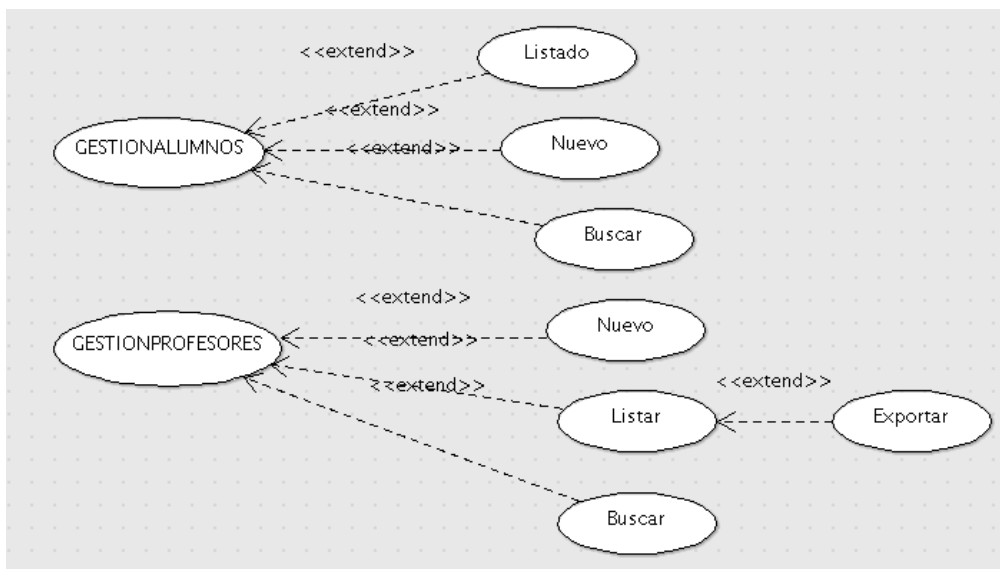 <<extend>>
Listado
<<extend>>
GESTIONALUMNOS
<<extend>>
Nuevo
Buscar
<<extend>>
Nuevo
GESTIONPROFESORES
<<extend>>
<<extend>>
<<extend>>
Listar
Exportar
Buscar